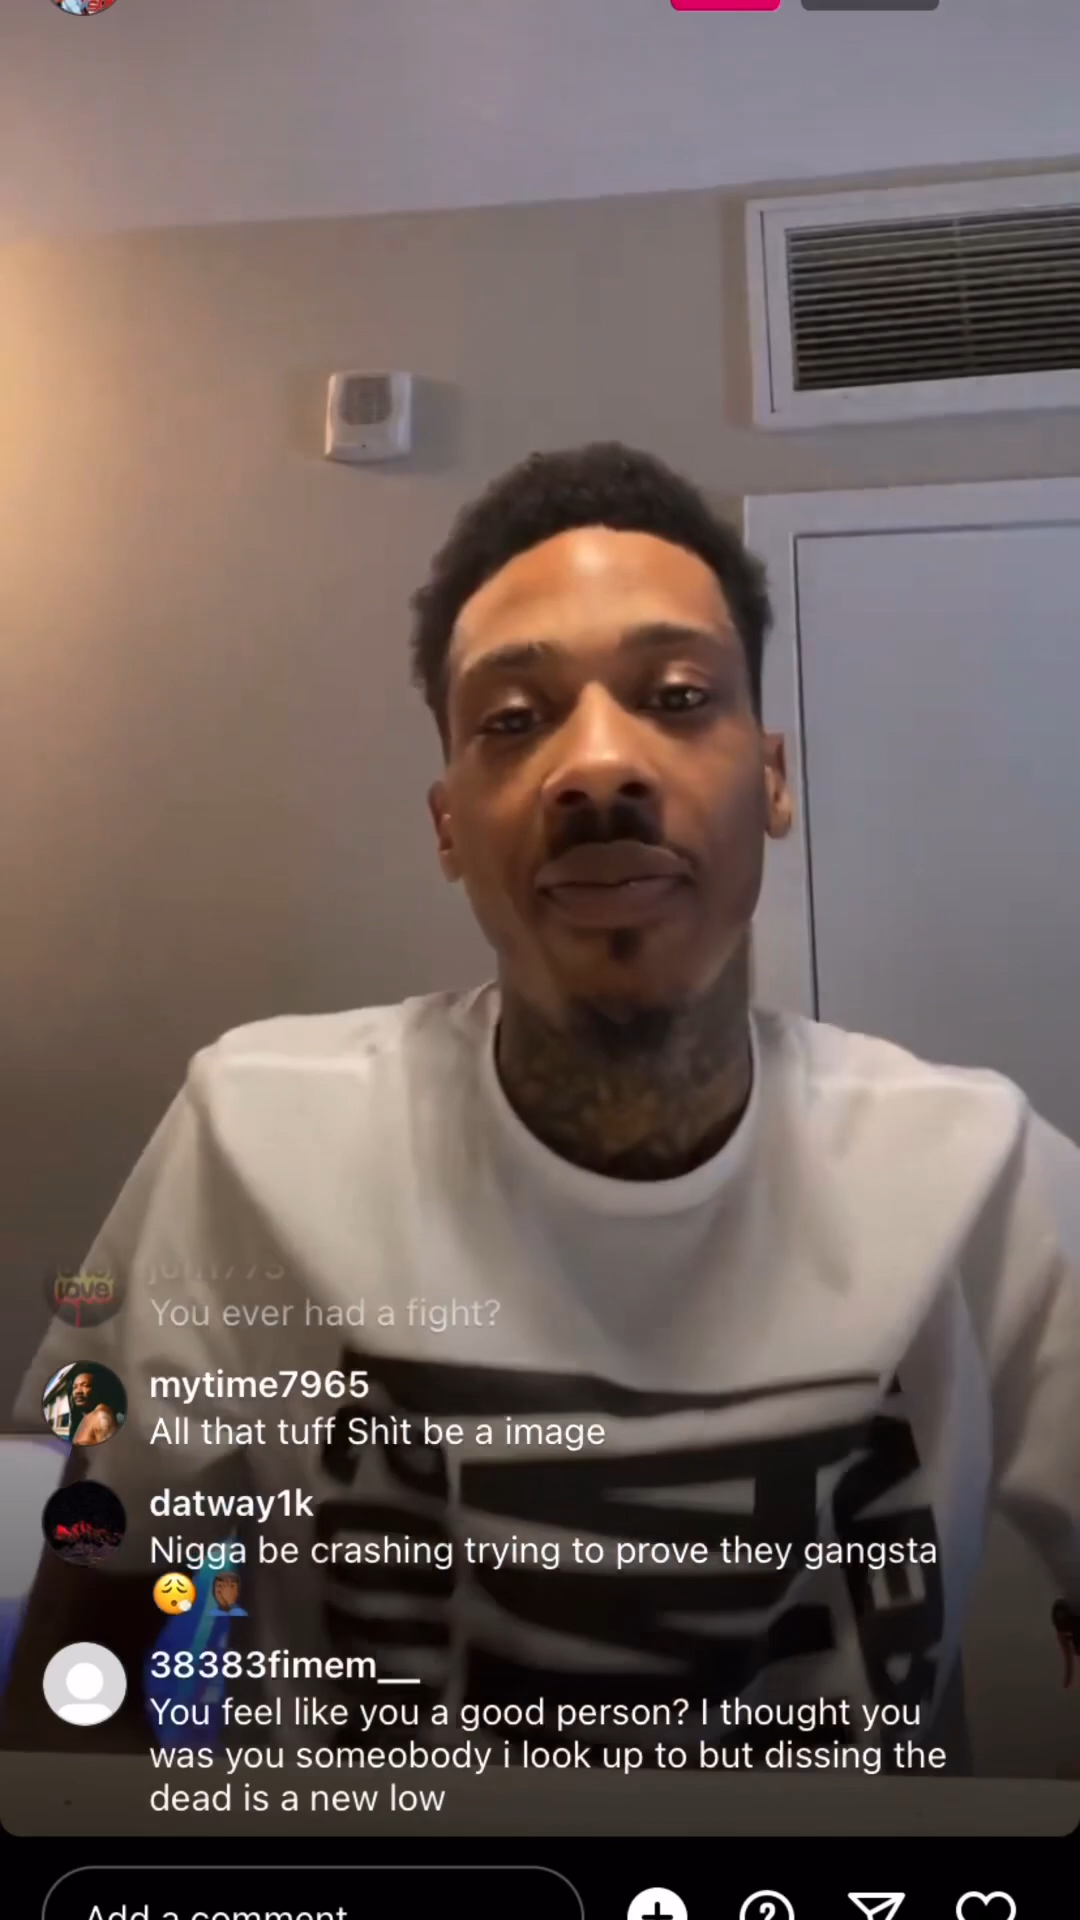 LOVE
You ever had a fight?
mytime7965
All that tuff Shìt be a image
datway1k
Nigga be crashing trying to prove they gangsta
😮‍💨🤦🏾‍♂️
38383fimem__
You feel like you a good person? I thought you
was you someobody i look up to but dissing the
dead is a new low
Add a comment